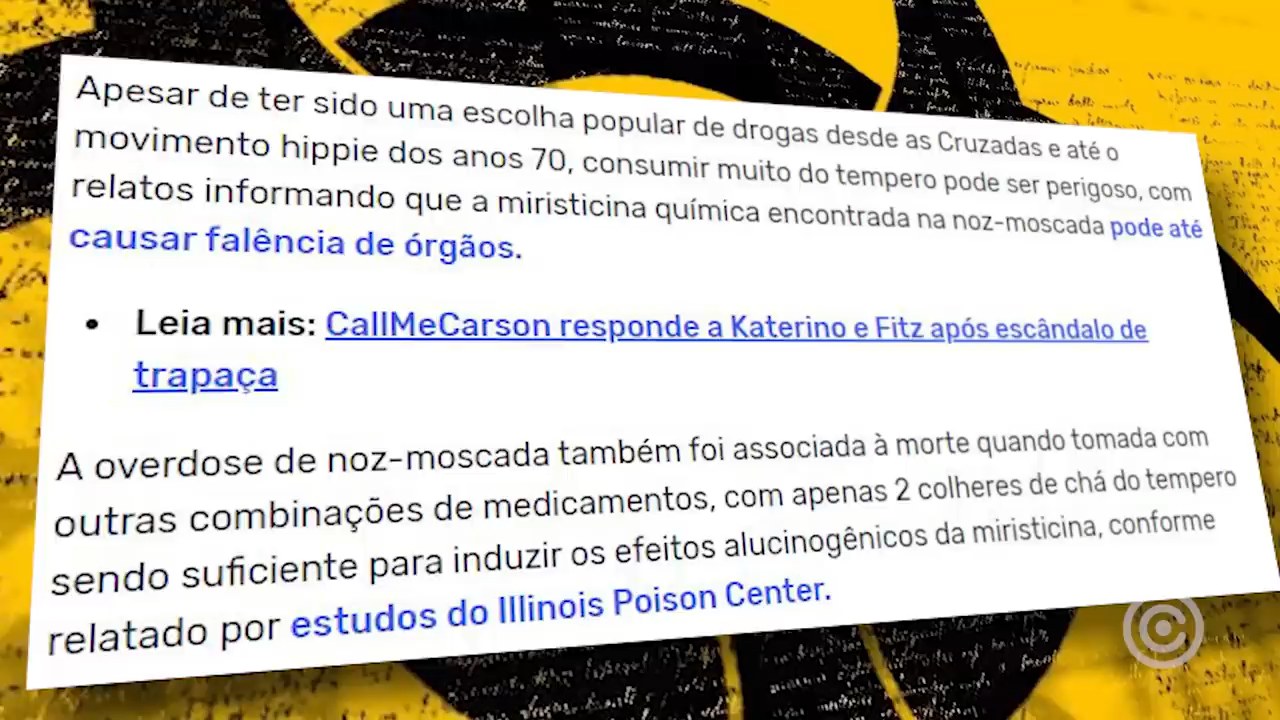 Apesar de ter sido uma escolha popular de drogas desde as Cruzadas e até o
movimento hippie dos anos 70, consumir muito do tempero pode ser perigoso, com
relatos informando que a miristicina química encontrada na noz-moscada pode até
causar falência de órgãos.
• Leia mais: CallMeCarson responde a Katerino e Fitz após escândalo de
trapaça
A overdose de noz-moscada também foi associada à morte quando tomada com
outras combinações de medicamentos, com apenas 2 colheres de chá do tempero
sendo suficiente para induzir os efeitos alucinogênicos da miristicina, conforme
relatado por estudos do Illinois Poison Center.
©